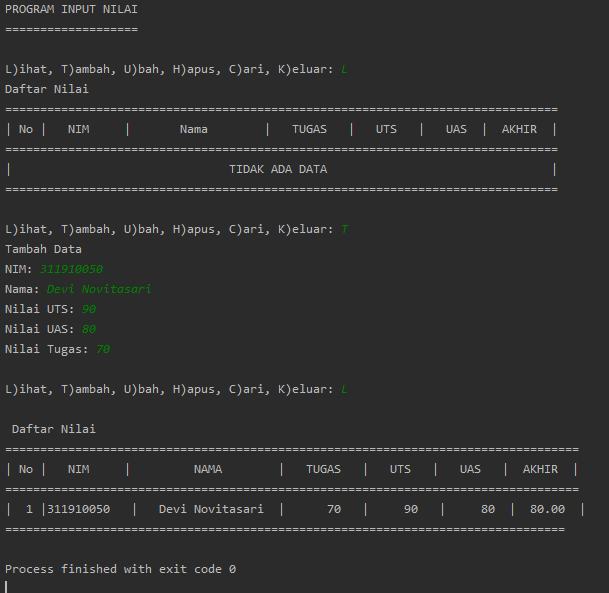 PROGRAM INPUT NILAI
===================
L)ihat, T)ambah, U)bah, H)apus, C)ari, K)eluar: L
Daftar Nilai
===============================================================================
| No |   NIM     |       Nama        |   TUGAS   |   UTS   |   UAS  |  AKHIR  |
===============================================================================
|                               TIDAK ADA DATA                                |
===============================================================================
L)ihat, T)ambah, U)bah, H)apus, C)ari, K)eluar: T
Tambah Data
NIM: 311910050
Nama: Devi Novitasari
Nilai UTS: 90
Nilai UAS: 80
Nilai Tugas: 70
L)ihat, T)ambah, U)bah, H)apus, C)ari, K)eluar: L
 Daftar Nilai
==================================================================================
| No |   NIM     |         NAMA        |   TUGAS   |   UTS   |   UAS   |  AKHIR  |
==================================================================================
|  1 |311910050   |   Devi Novitasari  |      70   |     90   |     80  |  80.00  |
================================================================================
Process finished with exit code 0